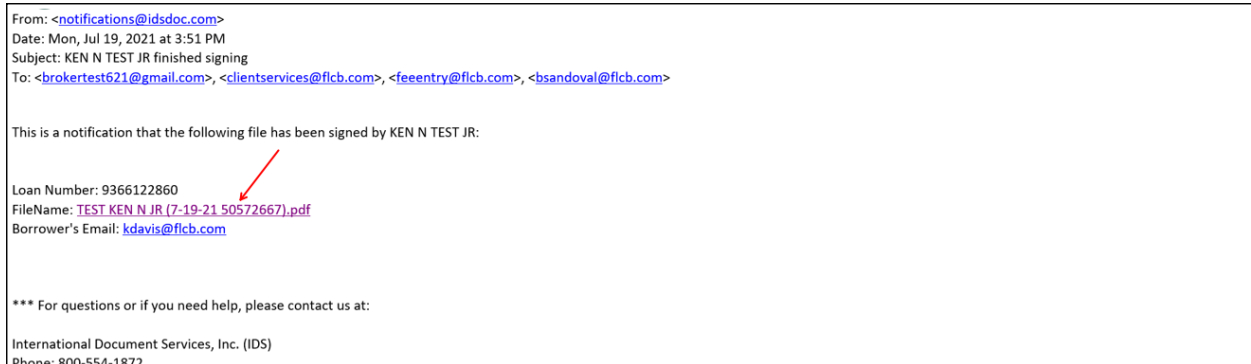 From: <notifications@idsdoc.com>
Date: Mon, Jul 19, 2021 at 3:51 PM
Subject: KEN N TEST JR finished signing
To: <brokertest621@gmail.com>, <clientservices@flcb.com>, <feeentry@flcb.com>, <bsandoval@flcb.com>
This is a notification that the following file has been signed by KEN N TEST JR:
Loan Number: 9366122860
FileName: TEST KEN N JR (7-19-21 50572667).pdf
Borrower's Email: kdavis@flcb.com
*** For questions or if you need help, please contact us at:
International Document Services, Inc. (IDS)
Phone: 800-554-1872